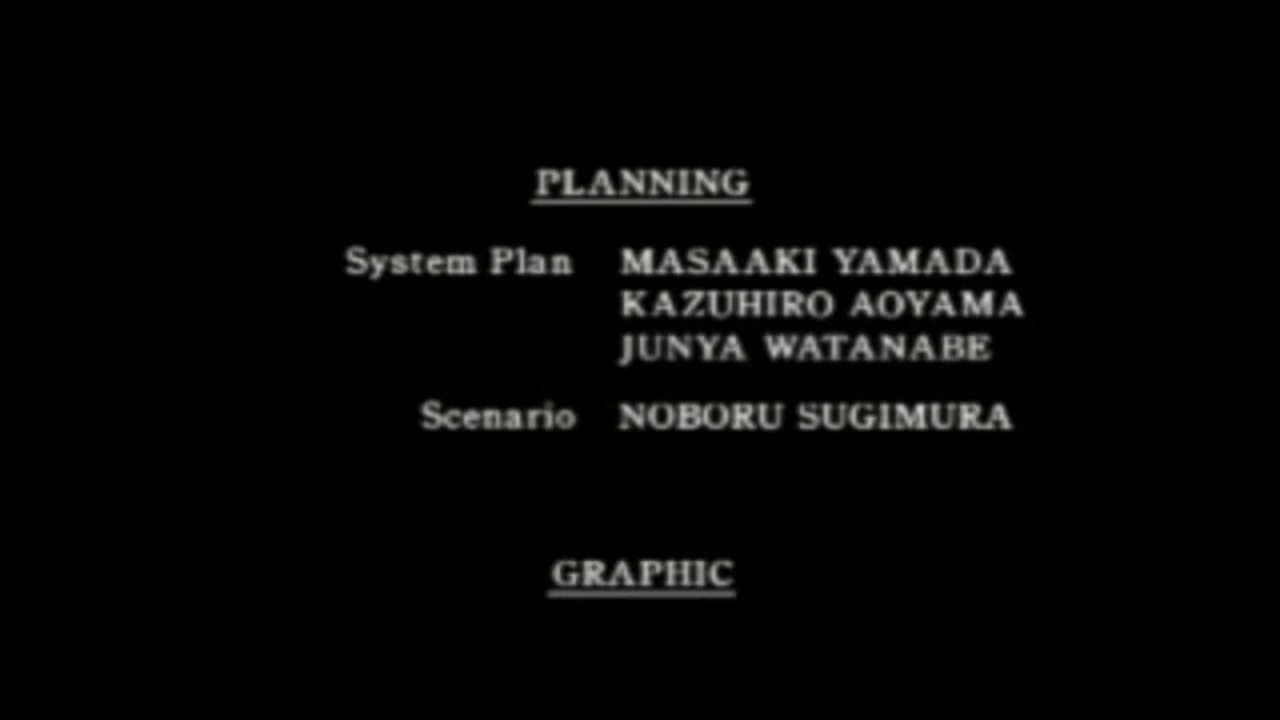 PLANNING
System Plan MASAAKI YAMADA
KAZUHIRO AOYAMA
JUNYA WATANABE
Scenario NOBORU SUGIMURA
GRAPHIC